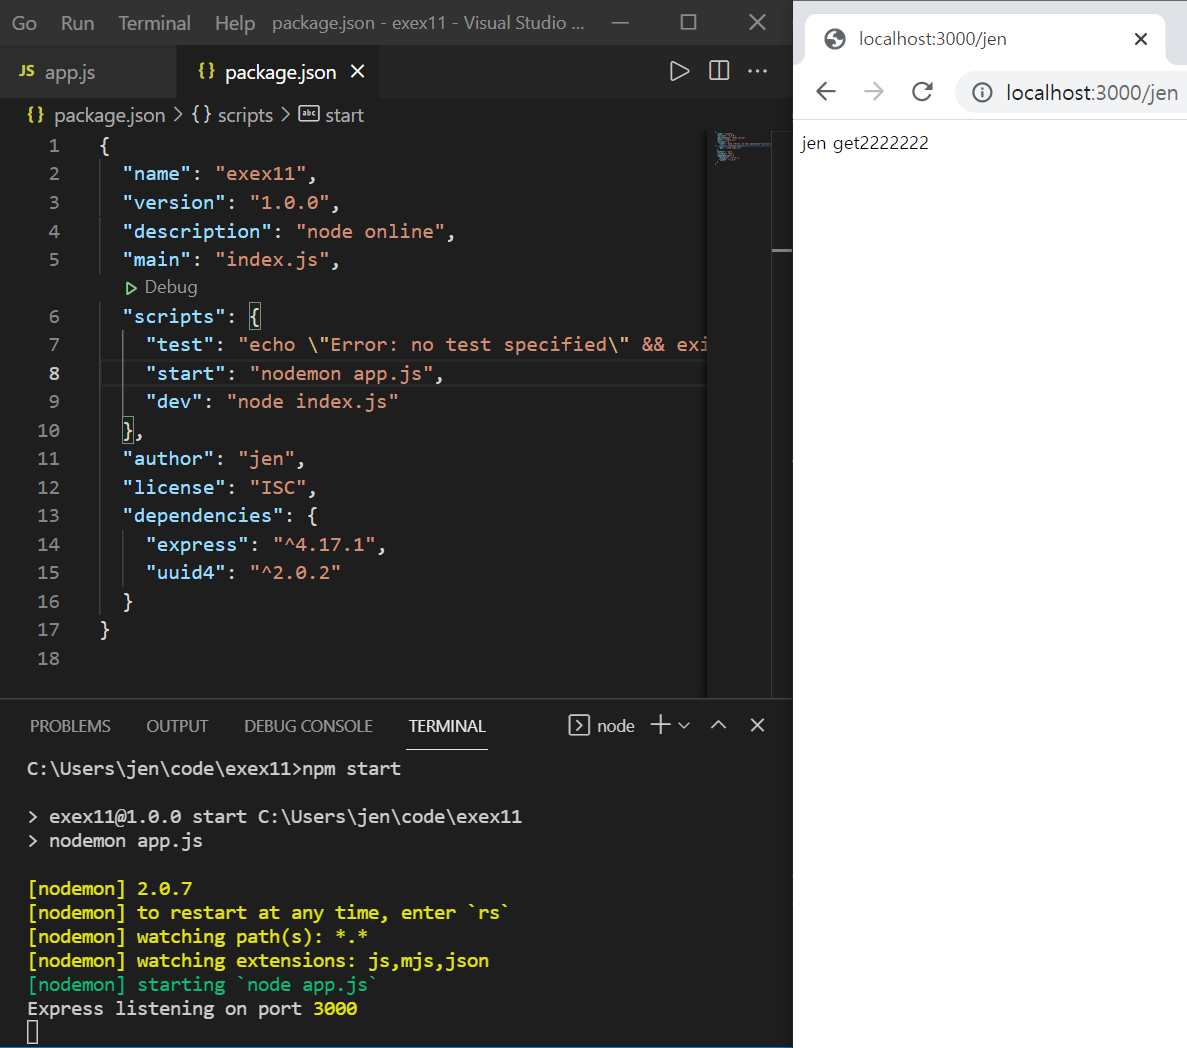 Go Run Terminal Help package.json - exex11 - Visual Studio ...
JS app.js {} package.json
{} package.json > {} scripts > abc start
1 {
2 "name": "exex11",
3 "version": "1.0.0",
4 "description": "node online",
5 "main": "index.js",
Debug
6 "scripts": {
7 "test": "echo \"Error: no test specified\" && exi
8 "start": "nodemon app.js",
9 "dev": "node index.js"
10 },
11 "author": "jen",
12 "license": "ISC",
13 "dependencies": {
14 "express": "^4.17.1",
15 "uuid4": "^2.0.2"
16 }
17 }
18
PROBLEMS OUTPUT DEBUG CONSOLE TERMINAL node
C:\Users\jen\code\exex11>npm start
> exex11@1.0.0 start C:\Users\jen\code\exex11
> nodemon app.js
[nodemon] 2.0.7
[nodemon] to restart at any time, enter `rs`
[nodemon] watching path(s): *.*
[nodemon] watching extensions: js,mjs,json
[nodemon] starting `node app.js`
Express listening on port 3000
localhost:3000/jen
localhost:3000/jen
jen get2222222